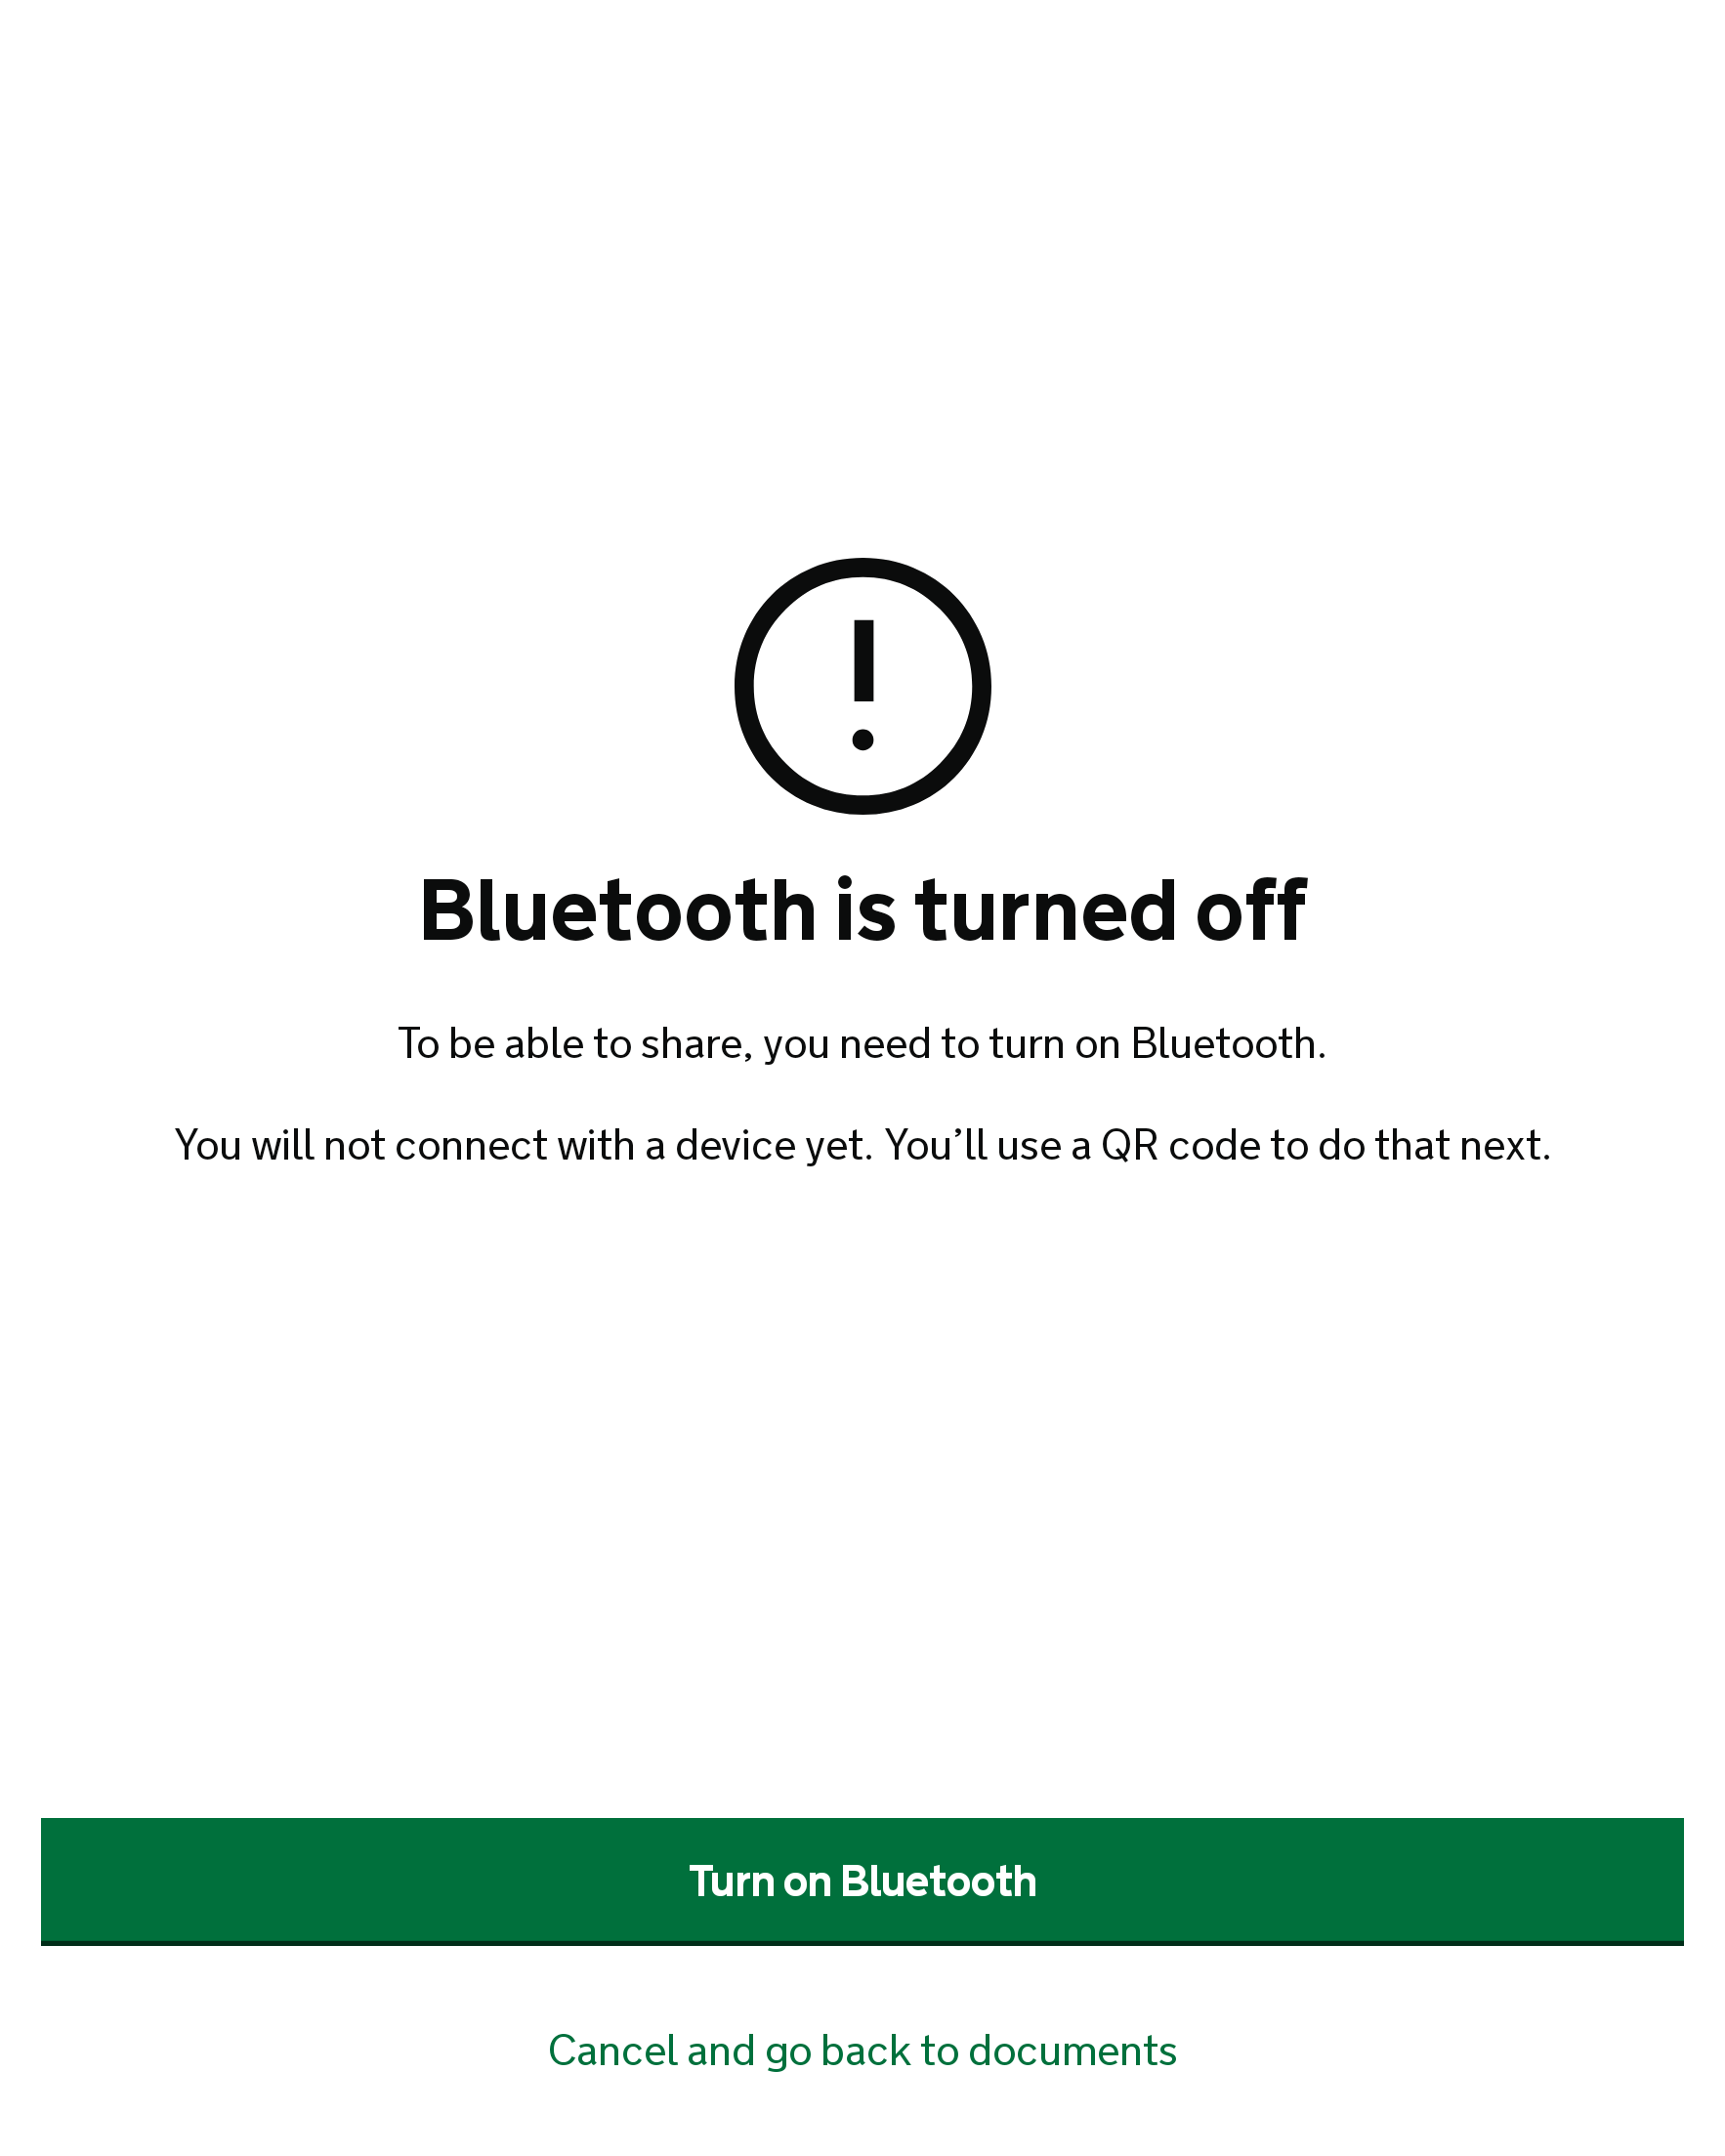 Bluetooth is turned off
To be able to share, you need to turn on Bluetooth.
You will not connect with a device yet. You’ll use a QR code to do that next.
Turn on Bluetooth
Cancel and go back to documents